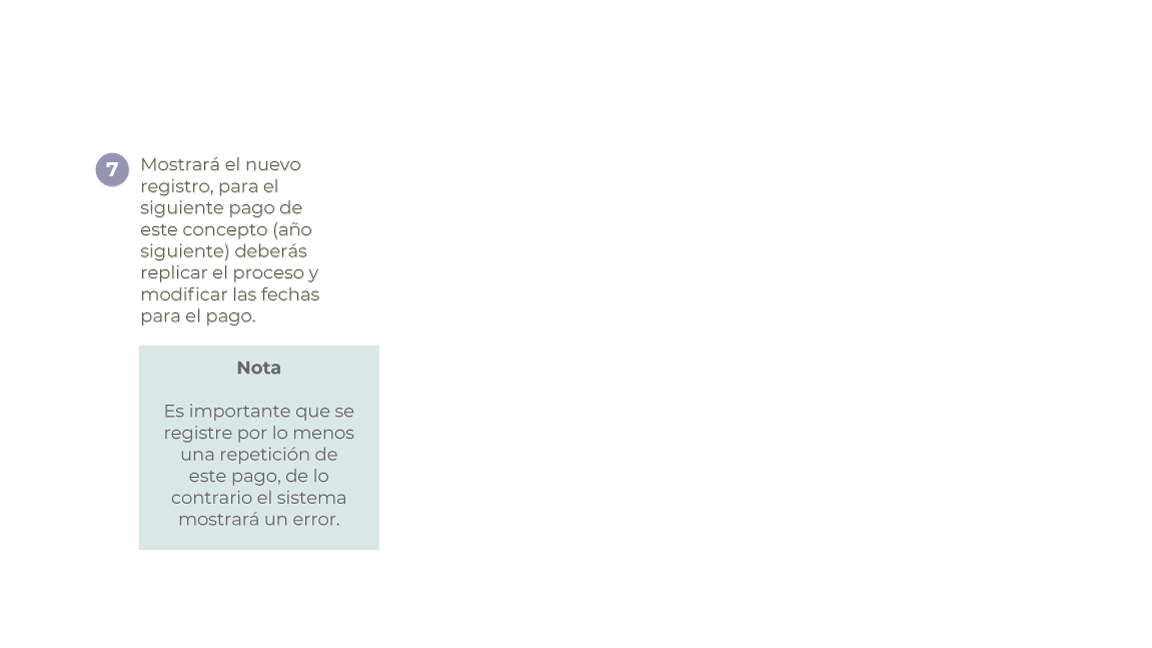 7
Mostrará el nuevo
registro, para el
siguiente pago de
este concepto (año
siguiente) deberás
replicar el proceso y
modificar las fechas
para el pago.
Nota
Es importante que se
registre por lo menos
una repetición de
este pago, de lo
contrario el sistema
mostrará un error.